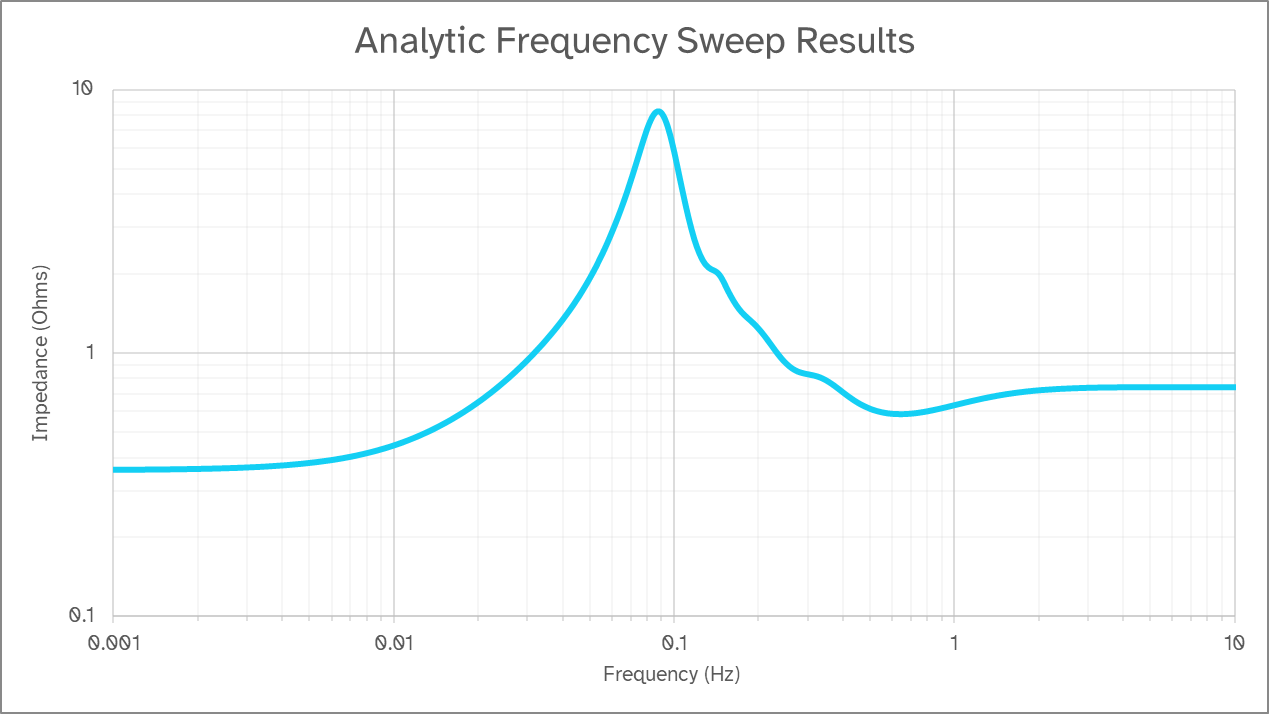 Analytic Frequency Sweep Results
10
1
0.1
Impedance (Ohms)
0.001 0.01 0.1 1 10
Frequency (Hz)